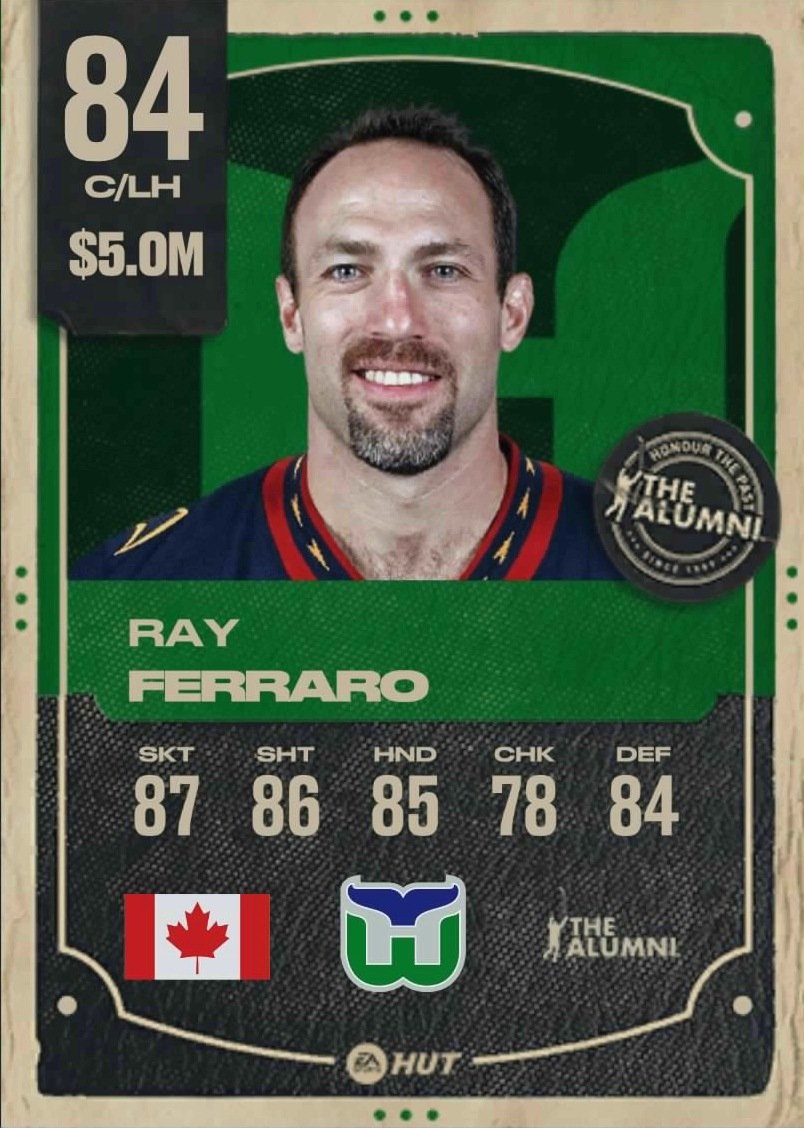 84
C/LH
$5.0M
HONOUR THE PAST
THE
ALUMNI
RAY
FERRARO
SKT SHT HND CHK DEF
87 86 85 78 84
THE
ALUMNI
EA HUT